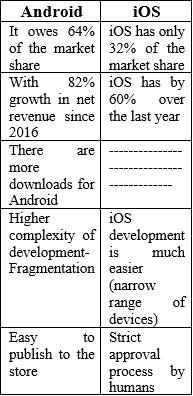 Android
iOS
It owes 64%
of the market
share
iOS has only
32% of the
market share
With 82%
growth in net
revenue since
2016
iOS has by
60% over
the last year
There are
more
downloads for
Android
---------------
---------------
-------------
Higher
complexity of
development-
Fragmentation
iOS
development
is much
easier
(narrow
range of
devices)
Easy to
publish to the
store
Strict
approval
process by
humans